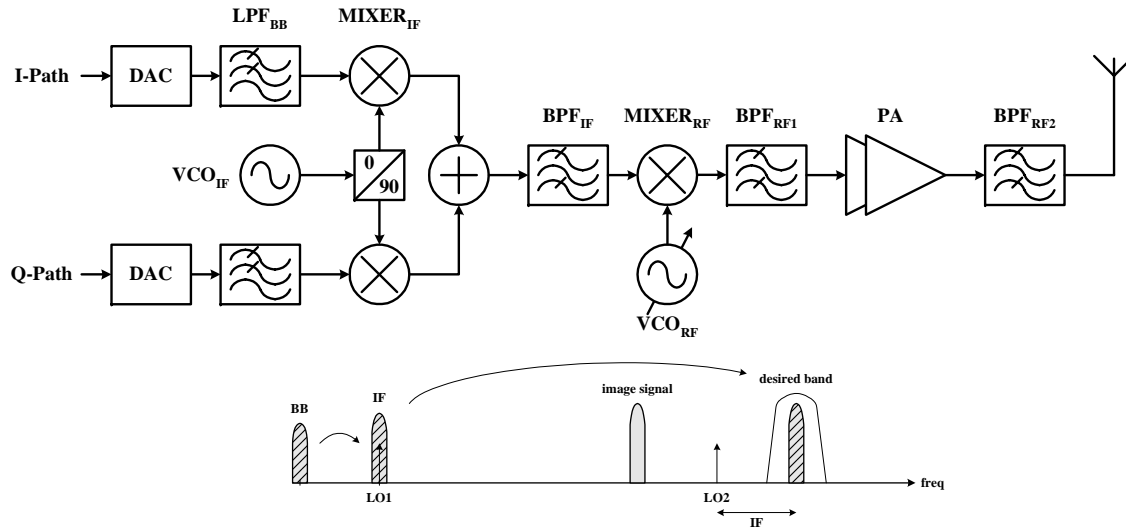 LPF_BB
MIXER_IF
I-Path
DAC
BPF_IF
MIXER_RF
BPF_RF1
PA
BPF_RF2
VCO_IF
0
90
Q-Path
DAC
VCO_RF
image signal
desired band
BB
IF
LO1
LO2
freq
IF